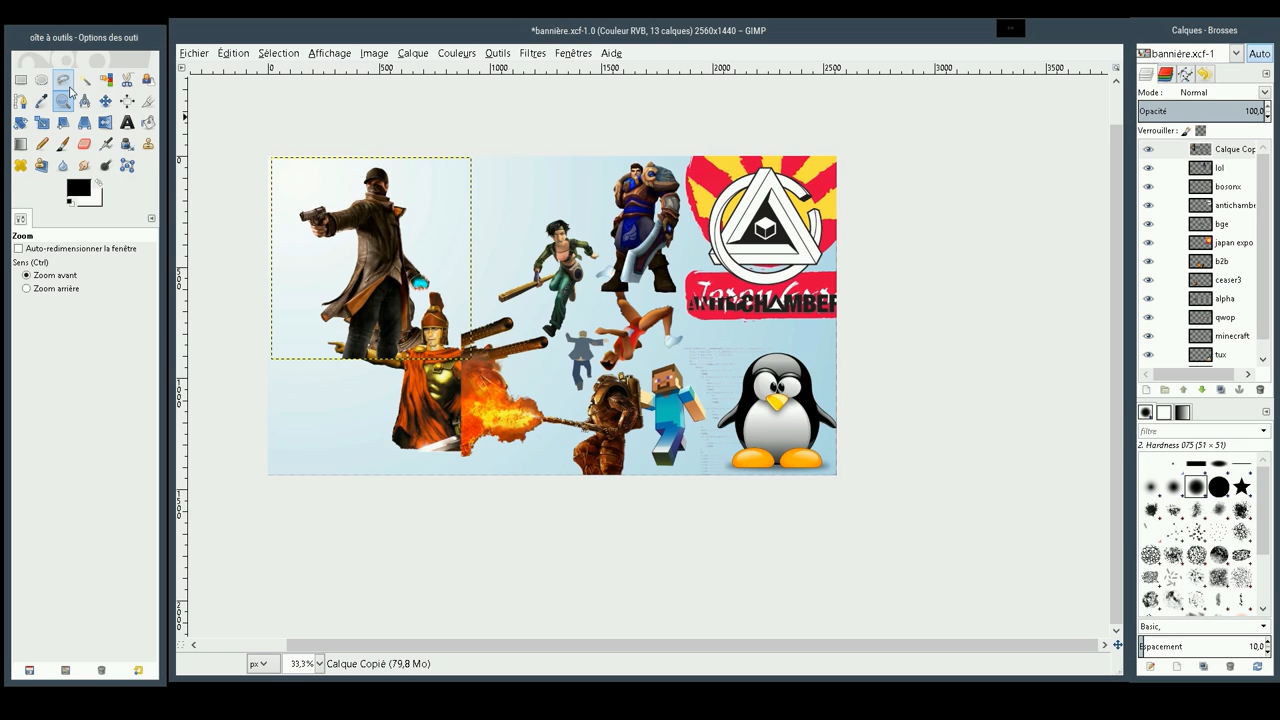 oîte à outils - Options des outi
*bannière.xcf-1.0 (Couleur RVB, 13 calques) 2560x1440 – GIMP
Calques - Brosses
Fichier Édition Sélection Affichage Image Calque Couleurs Outils Filtres Fenêtres Aide
bannière.xcf-1
Auto
0 500 1000 1500 2000 2500 3000 3500
Mode : Normal
Opacité 100,0
Verrouiller :
Calque Cop
lol
bosonx
antichambre
bge
japan expo
b2b
ceaser3
alpha
qwop
minecraft
tux
Zoom
Auto-redimensionner la fenêtre
Sens (Ctrl)
Zoom avant
Zoom arrière
CHAMBER
filtre
2. Hardness 075 (51 × 51)
Basic,
Espacement 10,0
px 33,3% Calque Copié (79,8 Mo)